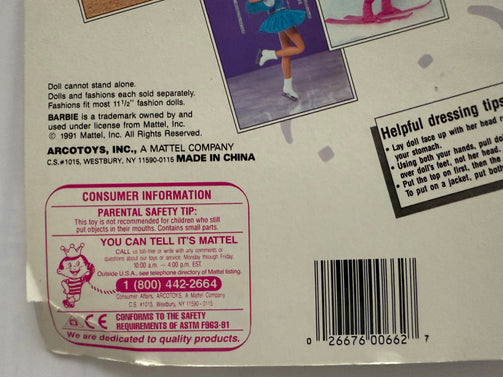 Doll cannot stand alone.
Dolls and fashions each sold separately.
Fashions fit most 11½" fashion dolls.
BARBIE is a trademark owned by and
used under license from Mattel, Inc.
© 1991 Mattel, Inc. All Rights Reserved.
ARCOTOYS, INC., A MATTEL COMPANY
C.S. #1015, WESTBURY, NY 11590-0115 MADE IN CHINA
CONSUMER INFORMATION
PARENTAL SAFETY TIP:
This toy is not recommended for children who still
put objects in their mouths. Contains small parts.
YOU CAN TELL IT'S MATTEL
CALL us toll-free or write with any comments or
questions about our toys or service. Monday through Friday,
10:00 a.m. – 4:00 p.m. EST.
Outside U.S.A., see telephone directory of Mattel listing.
1 (800) 442-2664
Consumer Affairs, ARCOTOYS, A Mattel Company
C.S. #1015, Westbury, NY 11590-0115
CE CONFORMS TO THE SAFETY
REQUIREMENTS OF ASTM F963-91
We are dedicated to quality products.
Helpful dressing tips
• Lay doll face up with her head
your stomach.
• Using both your hands, pull
over doll's feet, not her head.
• Put the top on first, then the
To put on a jacket, put both
0 26676 00662 7